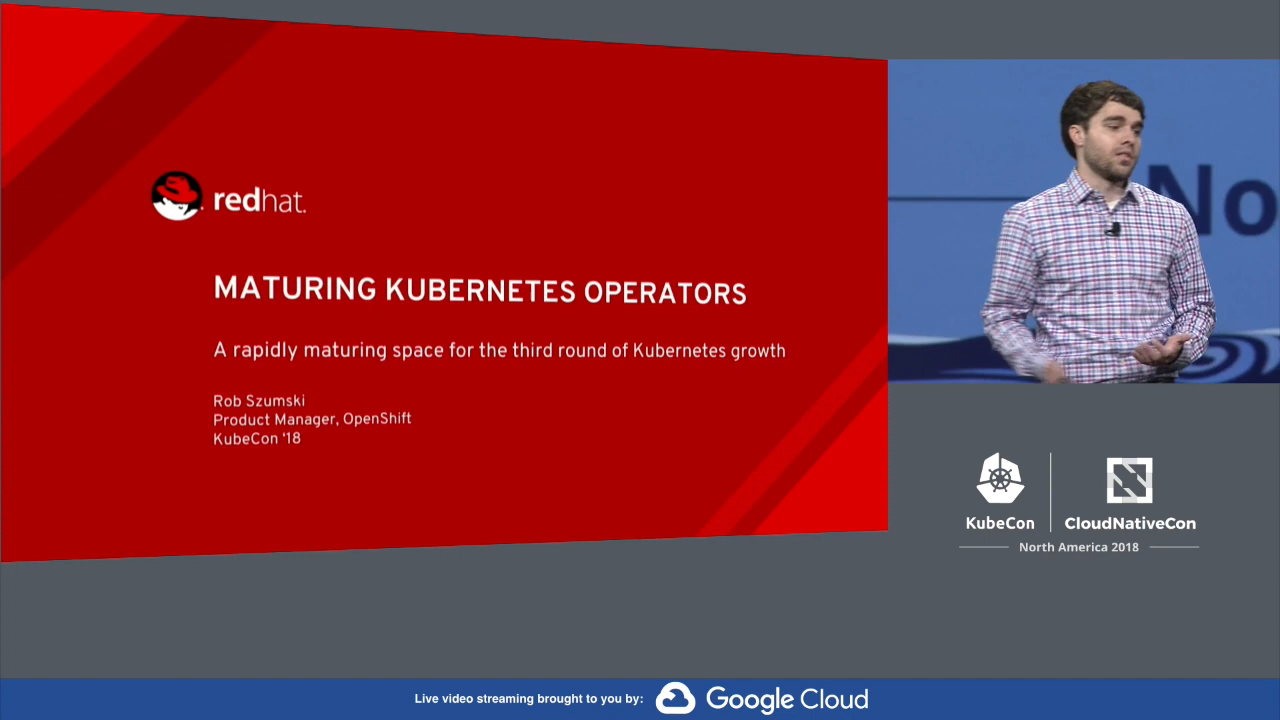 redhat.
MATURING KUBERNETES OPERATORS
A rapidly maturing space for the third round of Kubernetes growth
Rob Szumski
Product Manager, OpenShift
KubeCon ‘18
No
KubeCon
CloudNativeCon
North America 2018
Live video streaming brought to you by:
Google Cloud